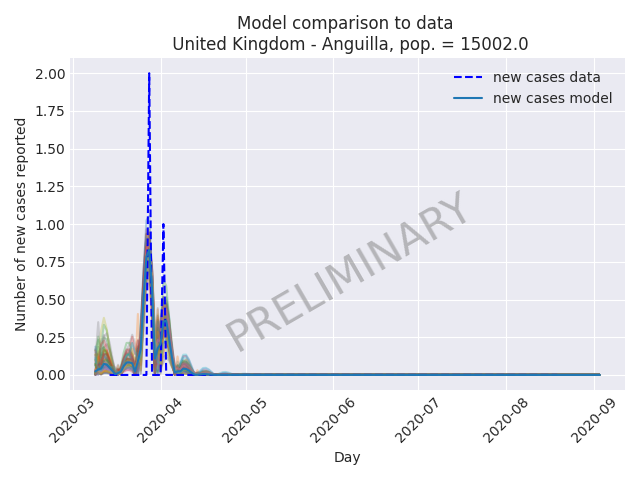 Model comparison to data
United Kingdom - Anguilla, pop. = 15002.0
2.00
1.75
1.50
1.25
1.00
0.75
0.50
0.25
0.00
Number of new cases reported
new cases data
new cases model
PRELIMINARY
2020-03
2020-04
2020-05
2020-06
2020-07
2020-08
2020-09
Day